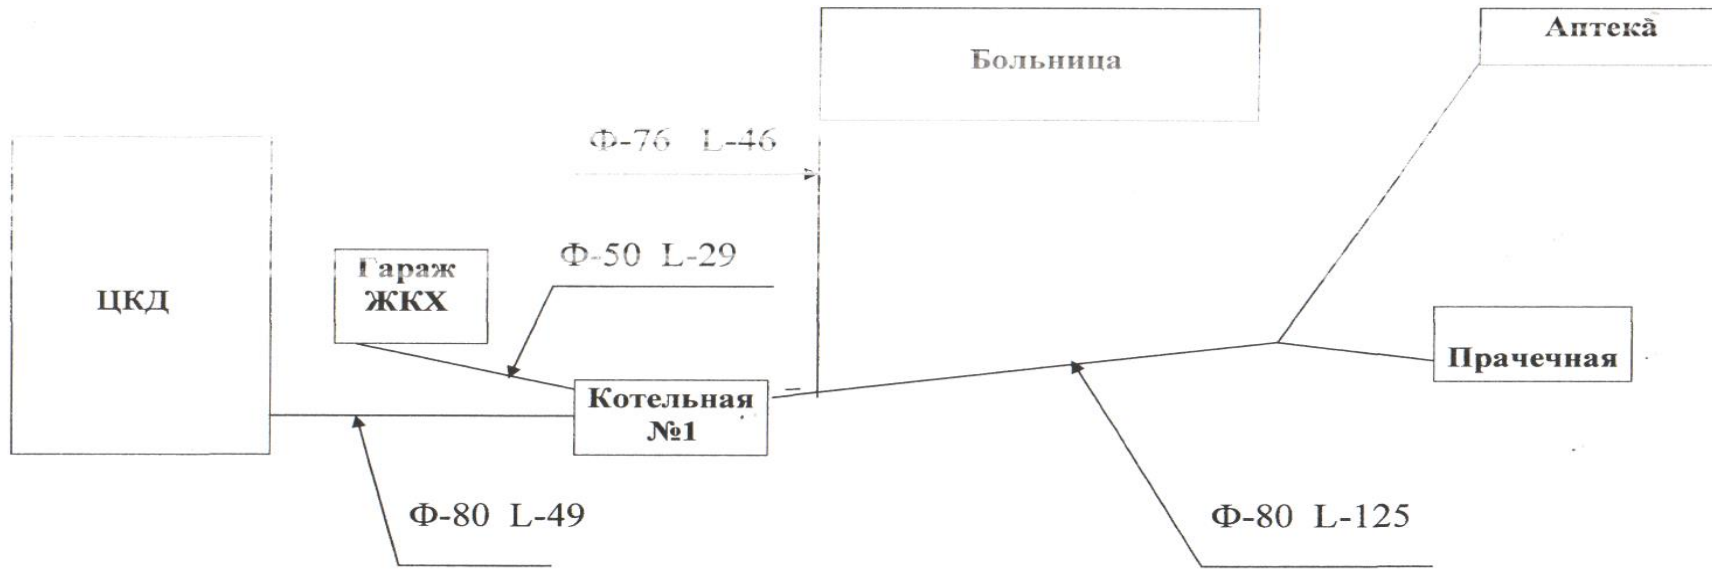 Аптека
Больница
Ф-76 L-46
Ф-50 L-29
Гараж
ЖКХ
ЦКД
Прачечная
Котельная
№1
Ф-80 L-49
Ф-80 L-125